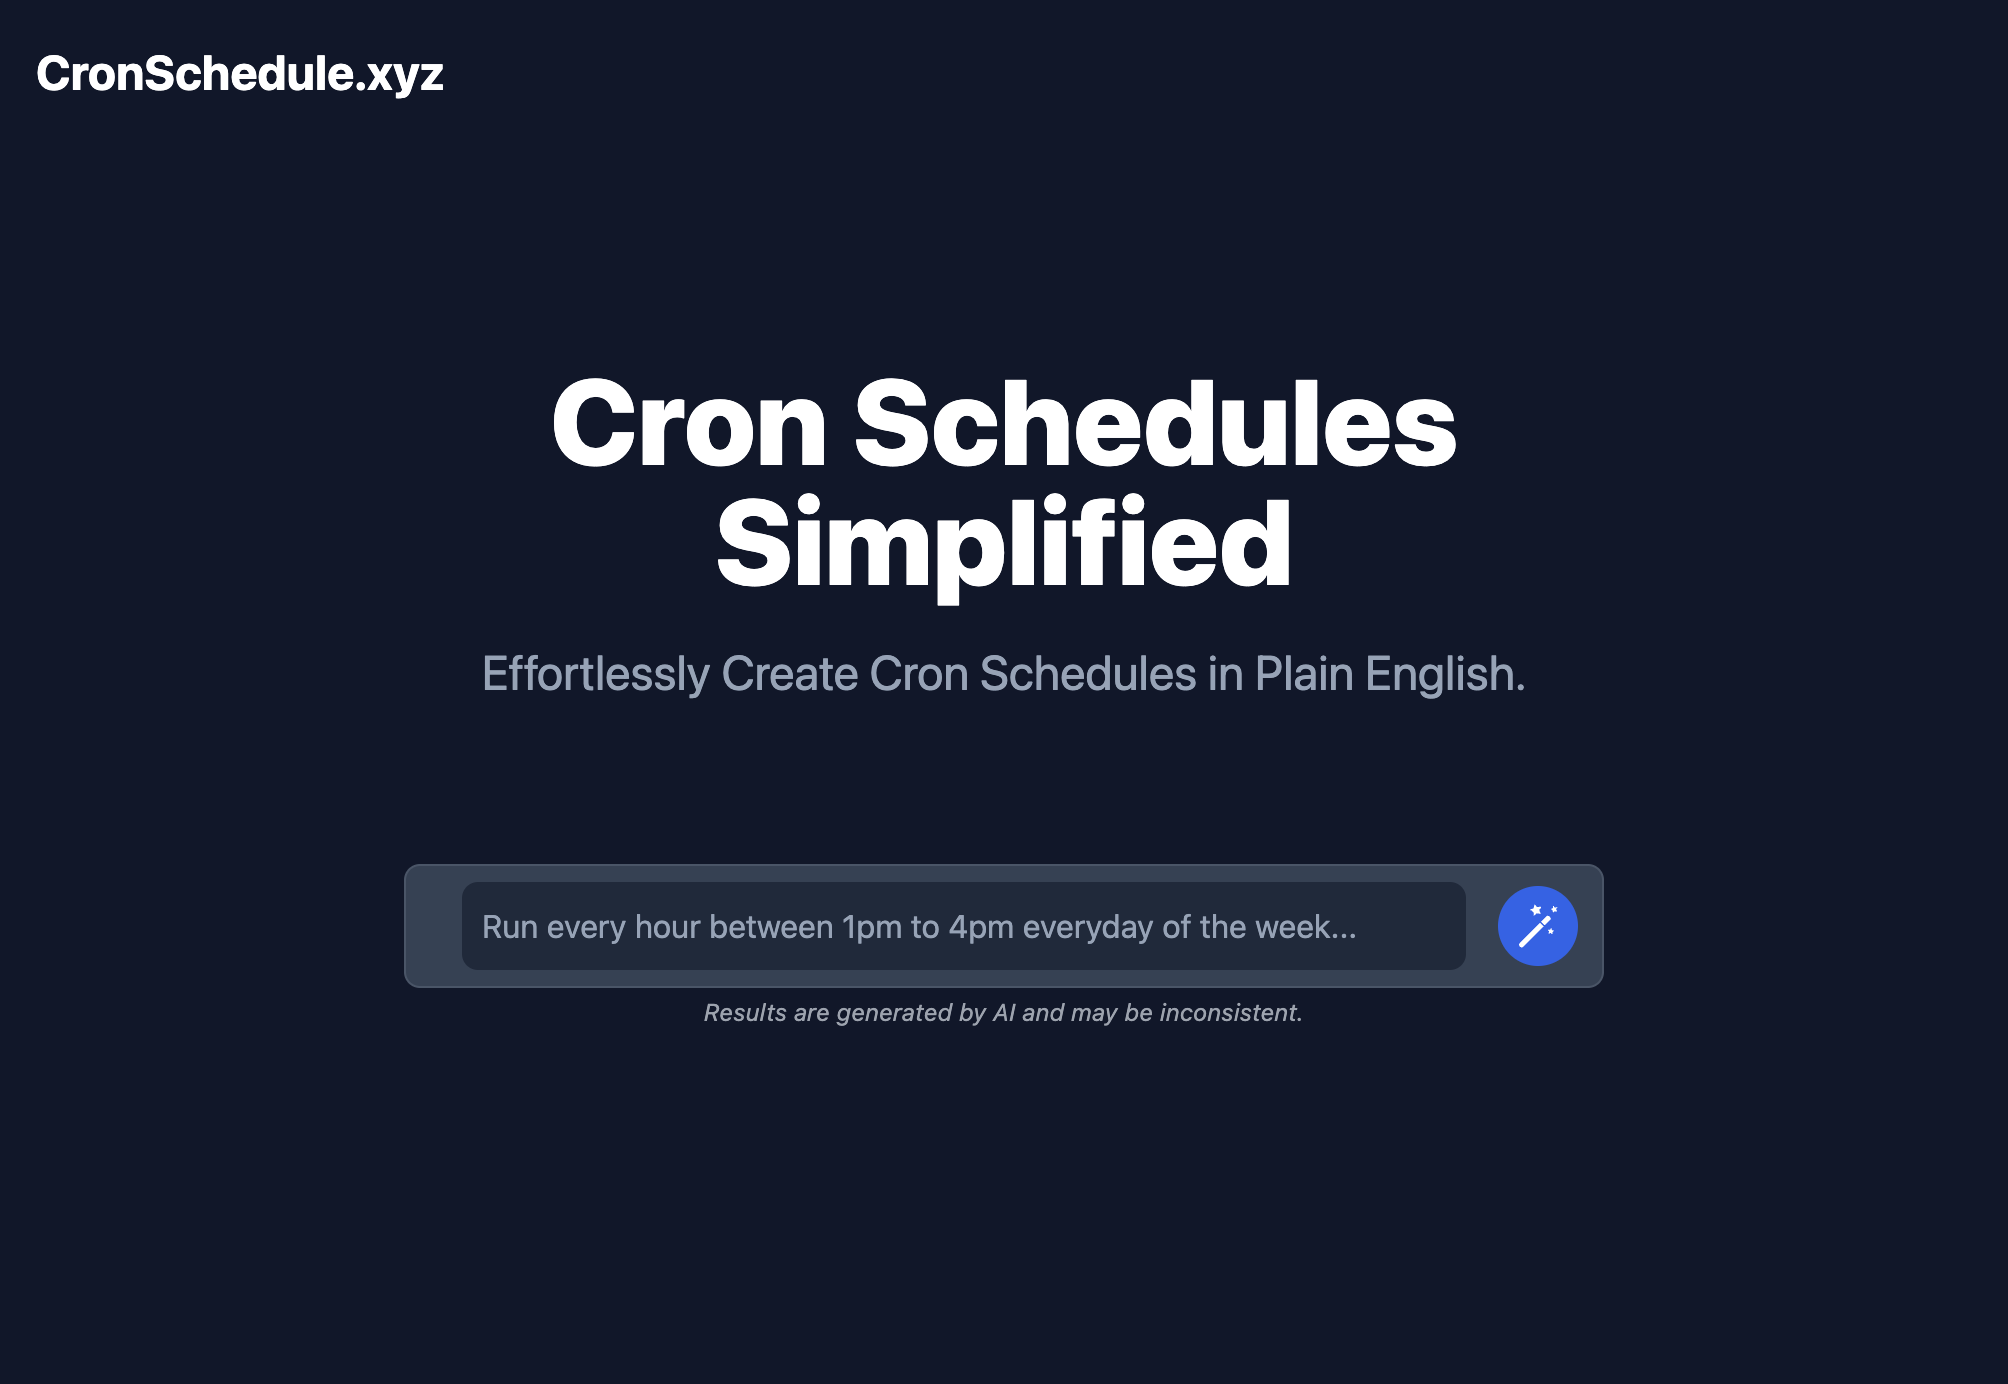 CronSchedule.xyz
Cron Schedules
Simplified
Effortlessly Create Cron Schedules in Plain English.
Run every hour between 1pm to 4pm everyday of the week...
Results are generated by AI and may be inconsistent.